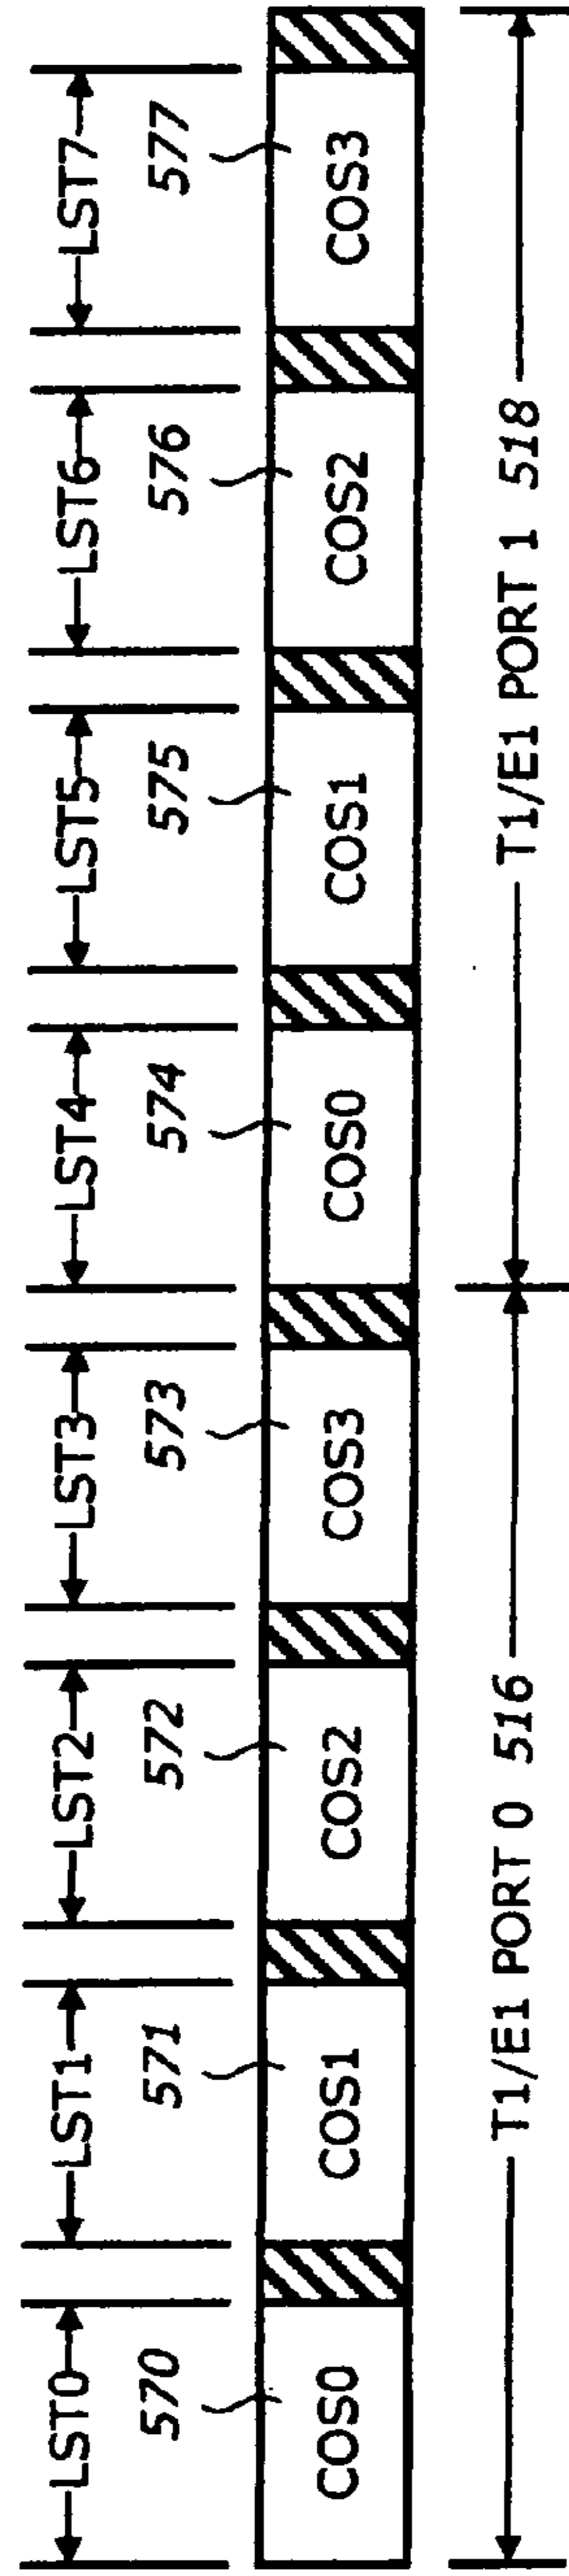 LST0 LST1 LST2 LST3 LST4 LST5 LST6 LST7
570 571 572 573 574 575 576 577
COS0 COS1 COS2 COS3 COS0 COS1 COS2 COS3
T1/E1 PORT 0 516 T1/E1 PORT 1 518